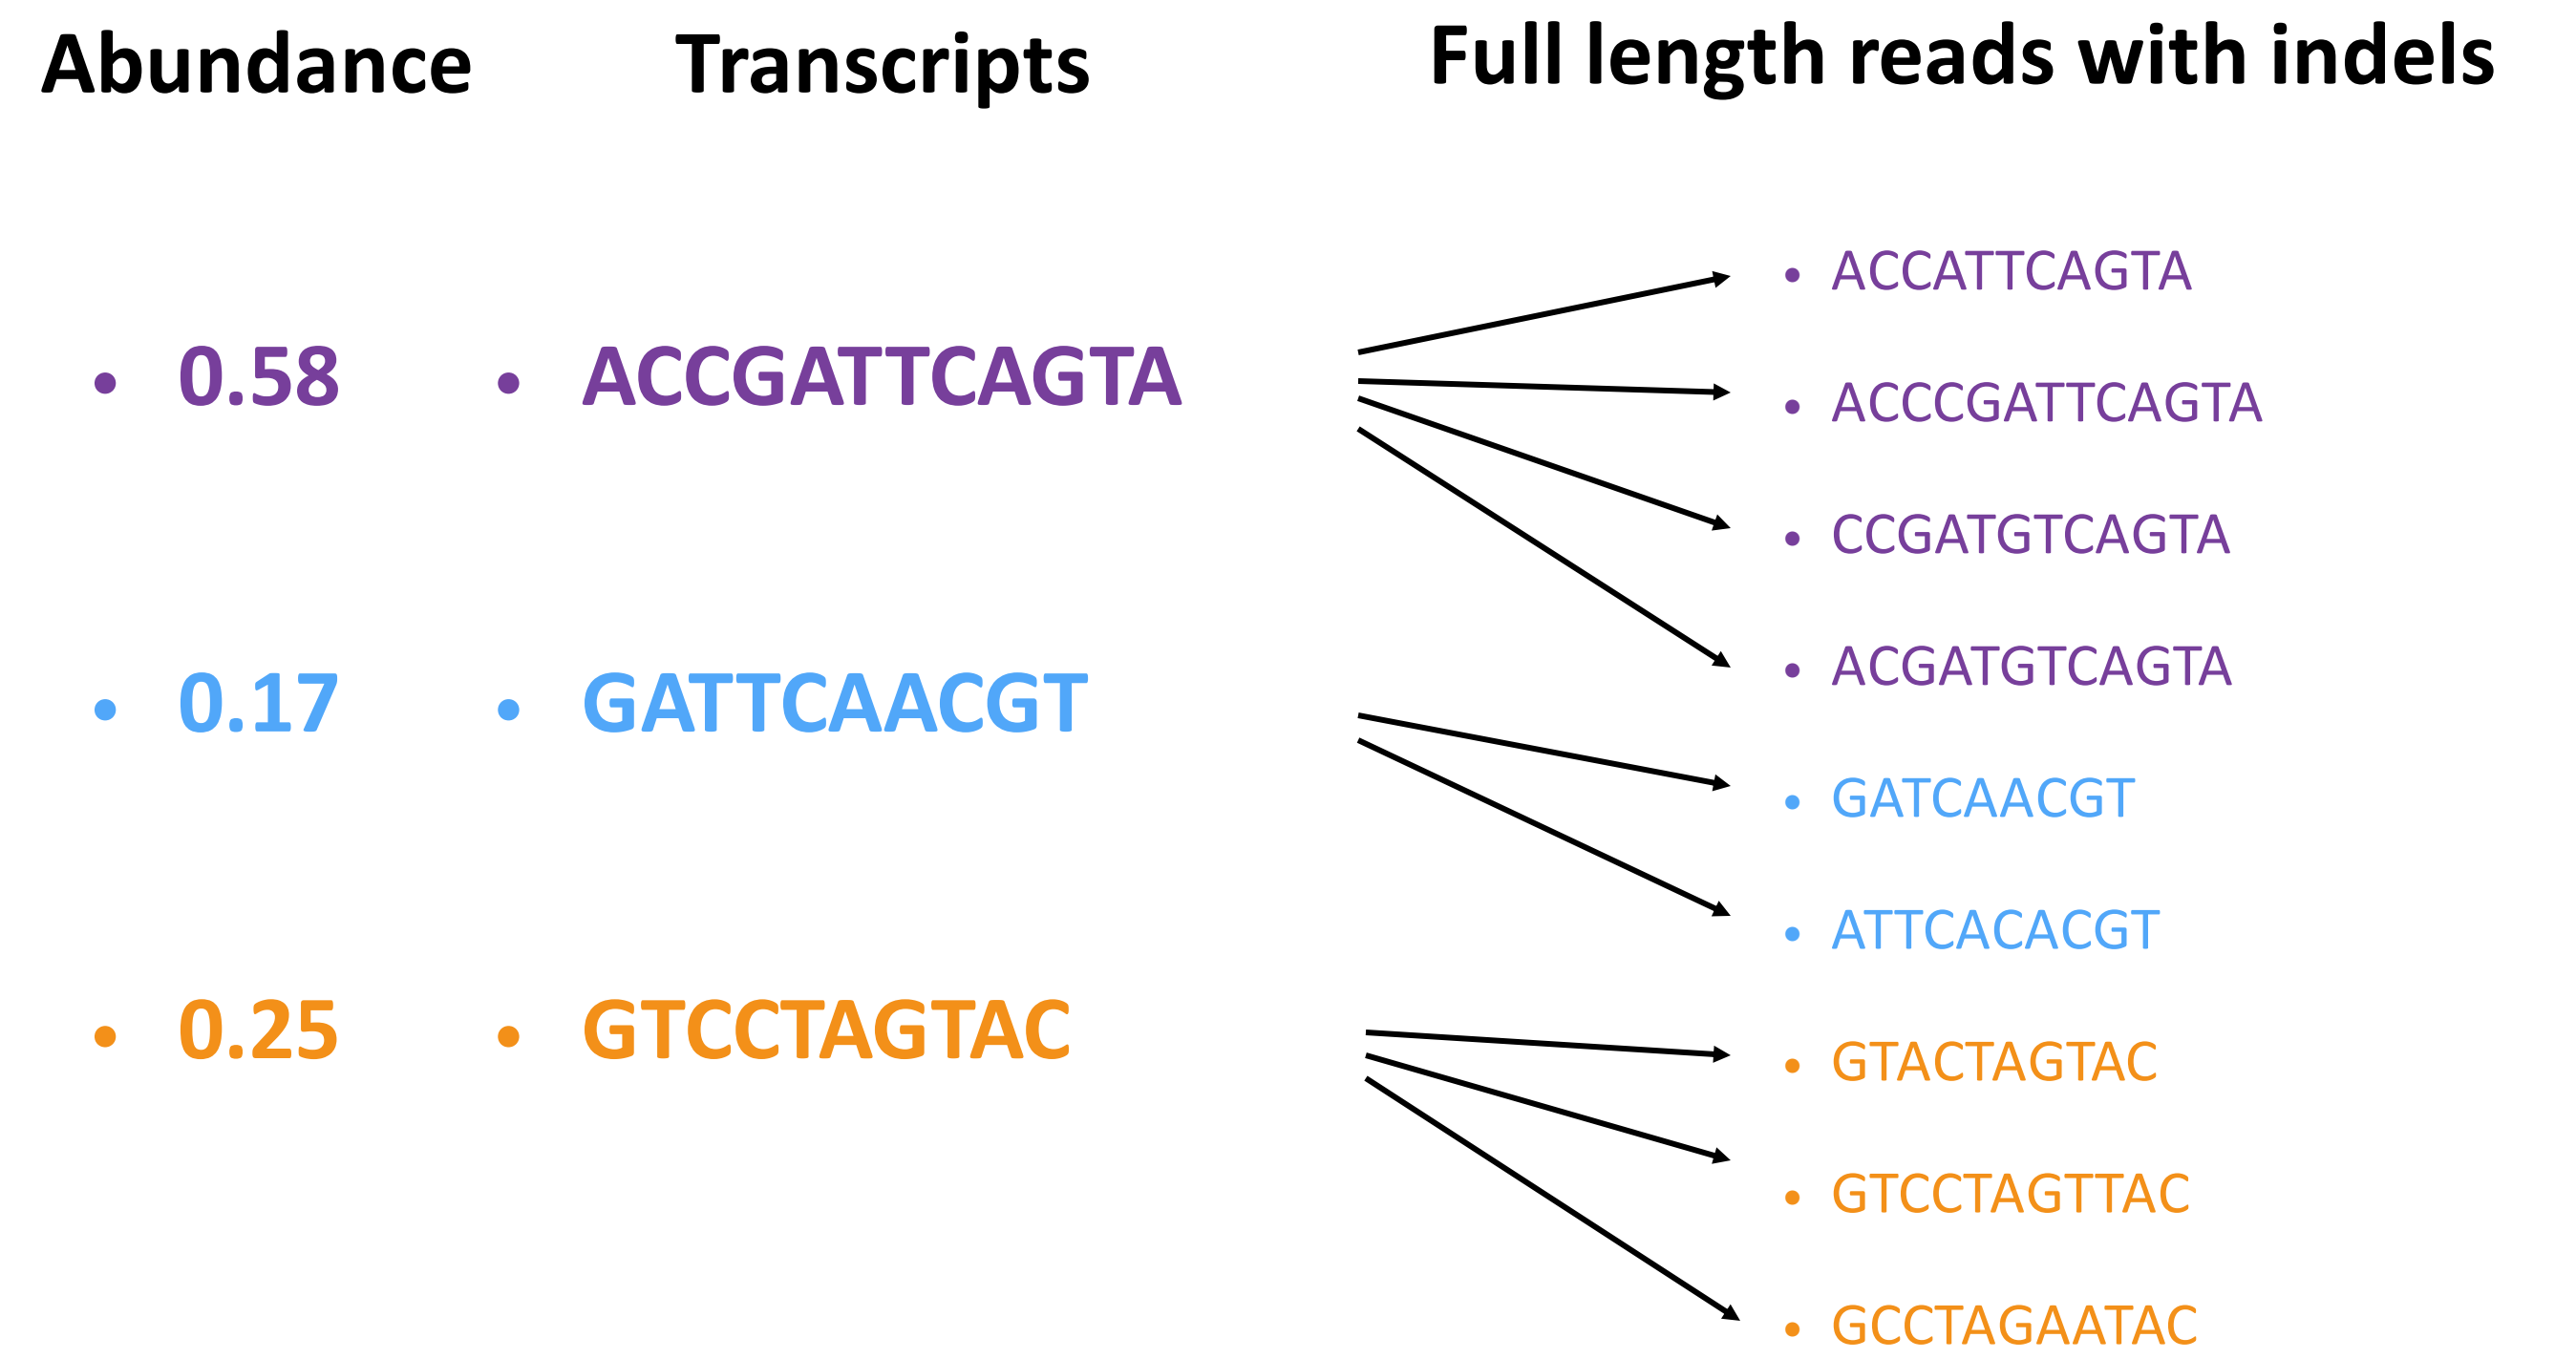 Abundance Transcripts Full length reads with indels
• ACCATTCAGTA
• 0.58 • ACCGATTCAGTA
• ACCCGATTCAGTA
• CCGATGTCAGTA
• ACGATGTCAGTA
• 0.17 • GATTCAACGT
• GATCAACGT
• ATTCACACGT
• 0.25 • GTCCTAGTAC
• GTACTAGTAC
• GTCCTAGTTAC
• GCCTAGAATAC